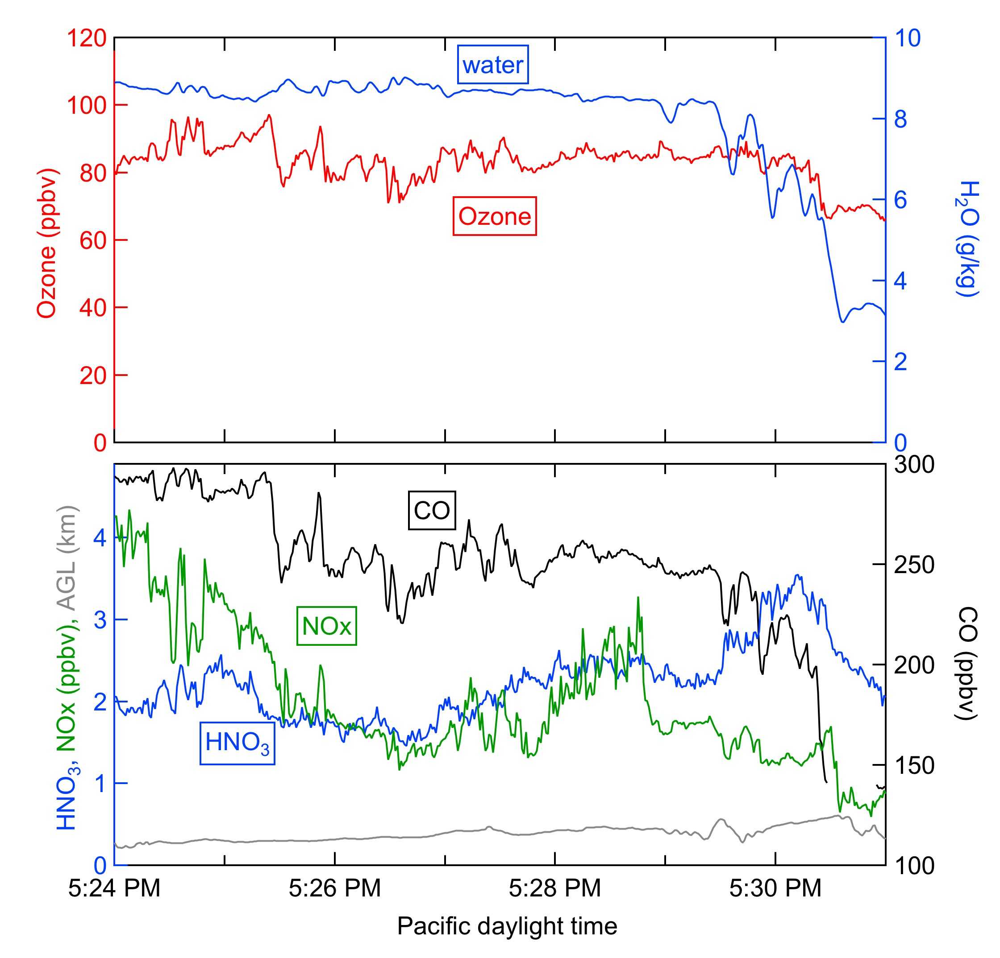 120
100
80
60
40
20
0
Ozone (ppbv)
water
Ozone
10
8
6
4
2
0
H₂O (g/kg)
4
3
2
1
0
HNO₃, NOx (ppbv), AGL (km)
CO
NOx
HNO₃
300
250
200
150
100
CO (ppbv)
5:24 PM 5:26 PM 5:28 PM 5:30 PM
Pacific daylight time